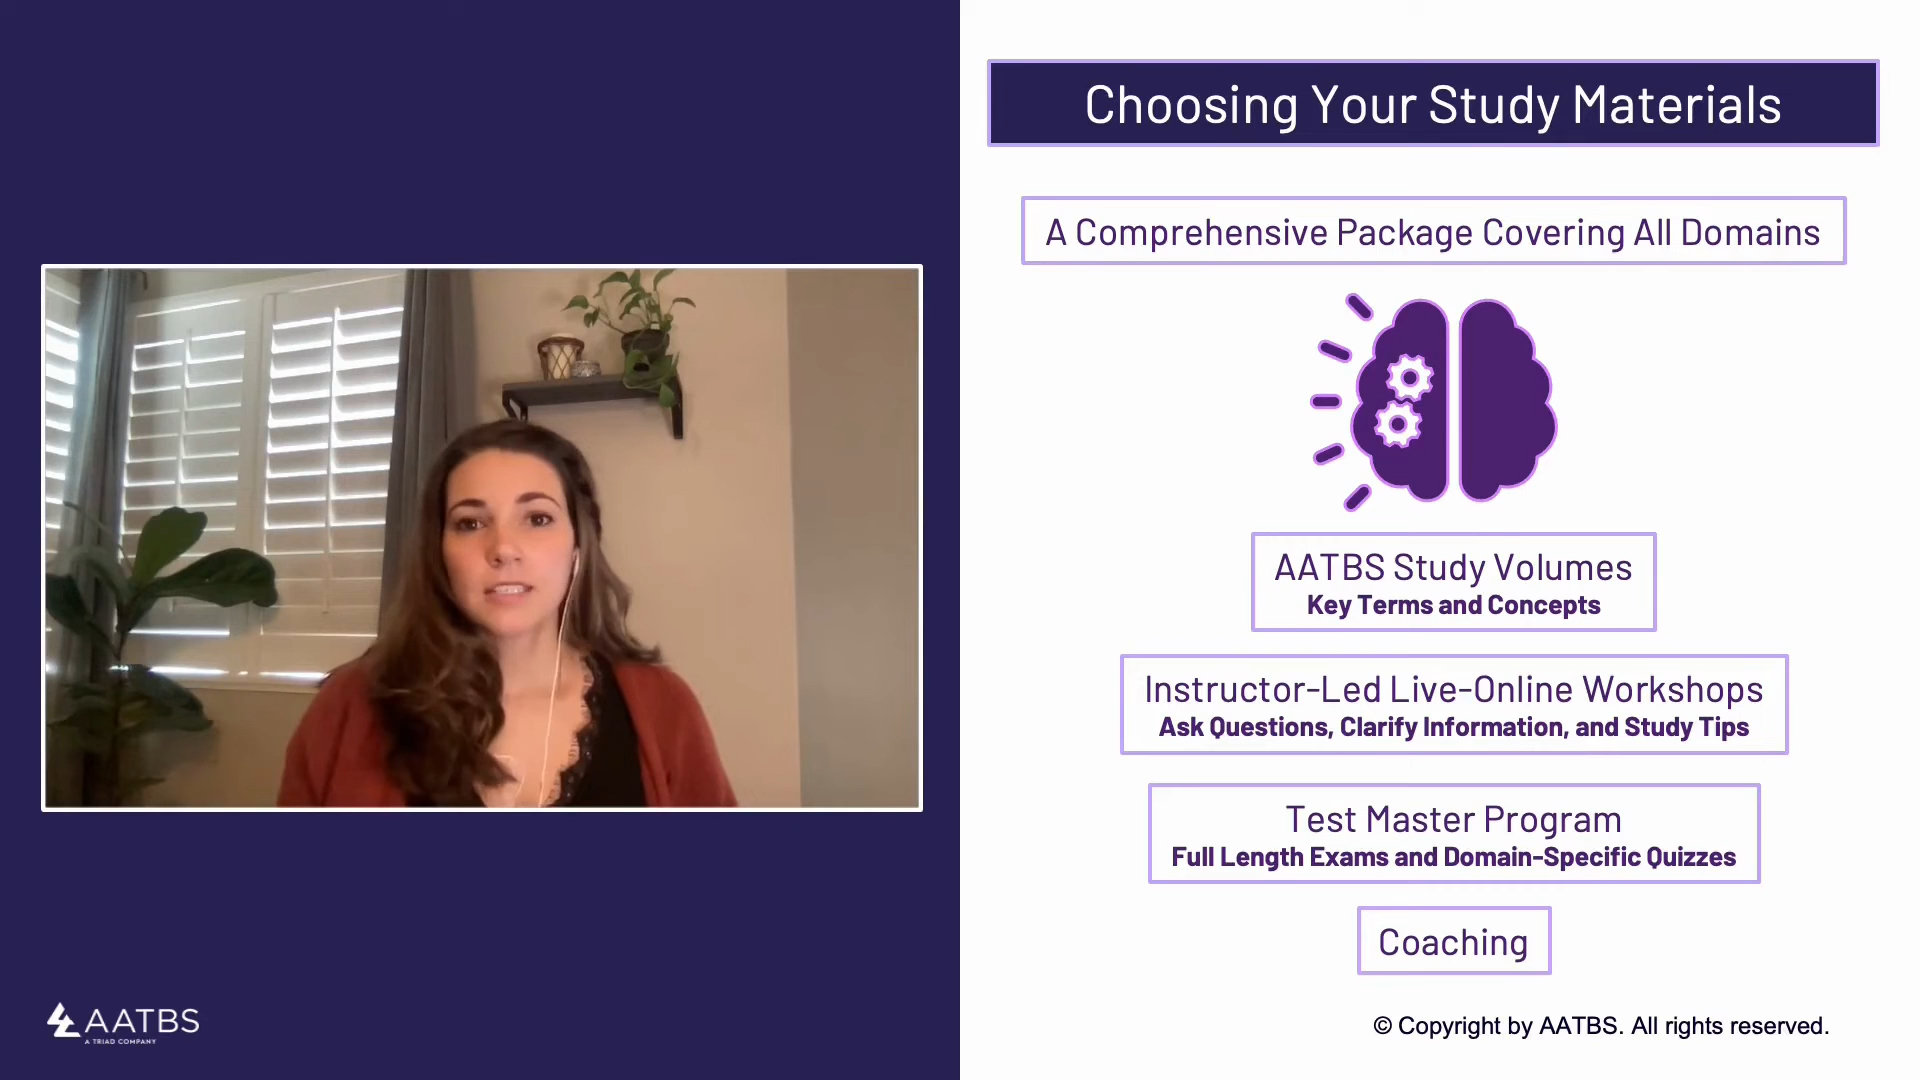 Choosing Your Study Materials
A Comprehensive Package Covering All Domains
AATBS Study Volumes
Key Terms and Concepts
Instructor-Led Live-Online Workshops
Ask Questions, Clarify Information, and Study Tips
Test Master Program
Full Length Exams and Domain-Specific Quizzes
Coaching
AATBS
A TRIAD COMPANY
© Copyright by AATBS. All rights reserved.